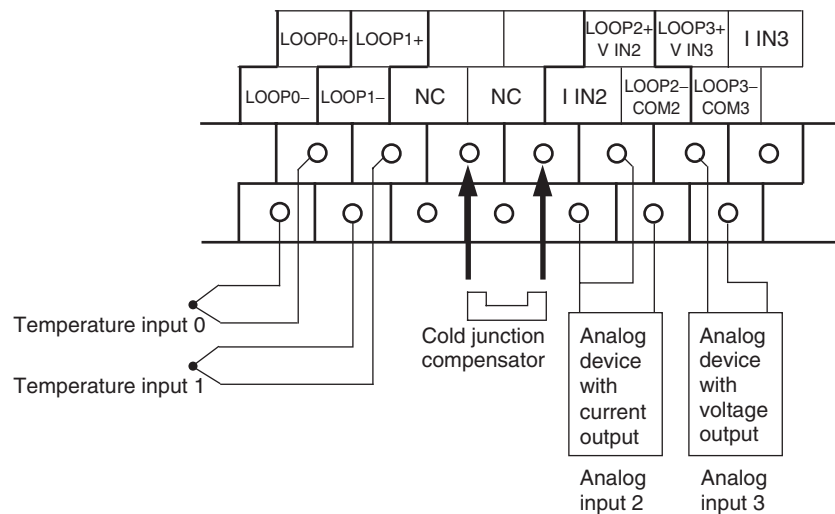 LOOP0+
LOOP1+
LOOP2+
V IN2
LOOP3+
V IN3
I IN3
LOOP0–
LOOP1–
NC
NC
I IN2
LOOP2–
COM2
LOOP3–
COM3
Temperature input 0
Temperature input 1
Cold junction
compensator
Analog
device
with
current
output
Analog
device
with
voltage
output
Analog
input 2
Analog
input 3